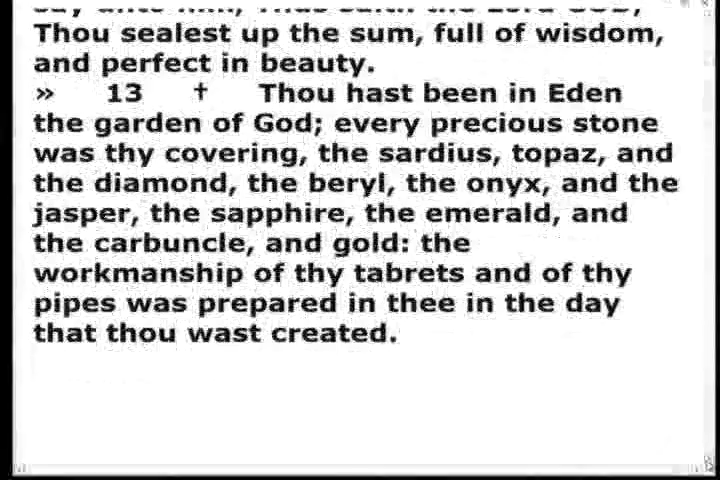 Thou sealest up the sum, full of wisdom,
and perfect in beauty.
» 13 † Thou hast been in Eden
the garden of God; every precious stone
was thy covering, the sardius, topaz, and
the diamond, the beryl, the onyx, and the
jasper, the sapphire, the emerald, and
the carbuncle, and gold: the
workmanship of thy tabrets and of thy
pipes was prepared in thee in the day
that thou wast created.